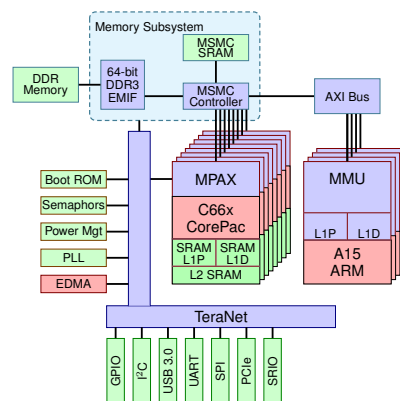 Memory Subsystem
MSMC
SRAM
DDR
Memory
64-bit
DDR3
EMIF
MSMC
Controller
AXI Bus
Boot ROM
Semaphors
Power Mgt
PLL
EDMA
MPAX
C66x
CorePac
SRAM
L1P
SRAM
L1D
L2 SRAM
MMU
L1P
L1D
A15
ARM
TeraNet
GPIO
I²C
USB 3.0
UART
SPI
PCIe
SRIO